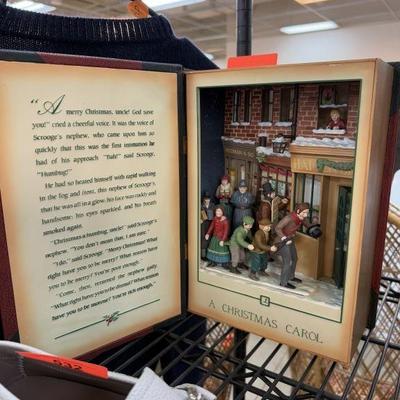 "A merry Christmas, uncle! God save
you!" cried a cheerful voice. It was the voice of
Scrooge's nephew, who came upon him so
quickly that this was the first intimation he
had of his approach. "Bah!" said Scrooge,
"Humbug!"
He had so heated himself with rapid walking
in the fog and frost, this nephew of Scrooge's,
that he was all in a glow; his face was ruddy and
handsome; his eyes sparkled, and his breath
smoked again.
"Christmas a humbug, uncle!" said Scrooge's
nephew. "You don't mean that, I am sure."
"I do," said Scrooge. "Merry Christmas! What
right have you to be merry? What reason have
you to be merry? You're poor enough."
"Come, then," returned the nephew gaily.
"What right have you to be dismal? What reason
have you to be morose? You're rich enough."
A CHRISTMAS CAROL